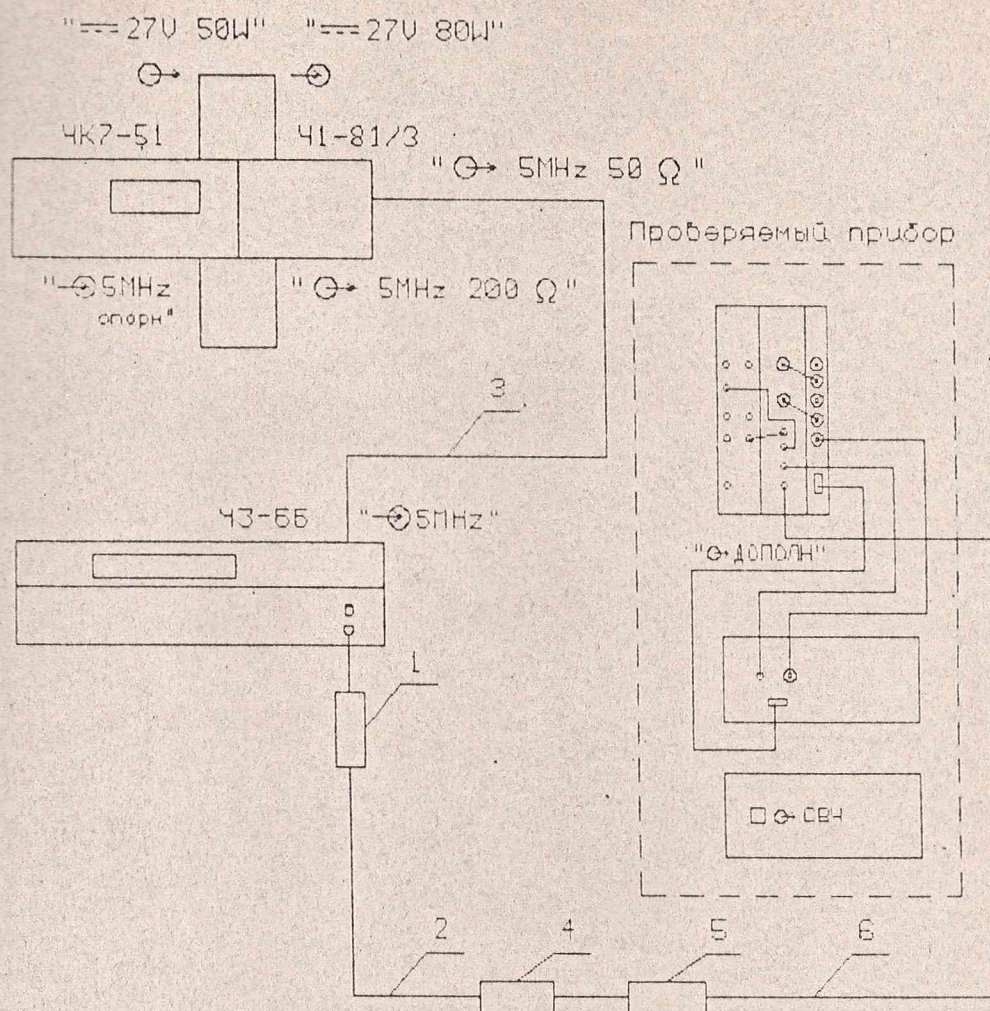 "⎓27V 50W" "⎓27V 80W"
ЧК7-51 Ч1-81/3
"5MHz 50 Ω"
Проверяемый прибор
"5MHz "5MHz 200 Ω"
опорн"
3
Ч3-66 "5MHz"
"ДОПОЛН"
1
СВЧ
2 4 5 6